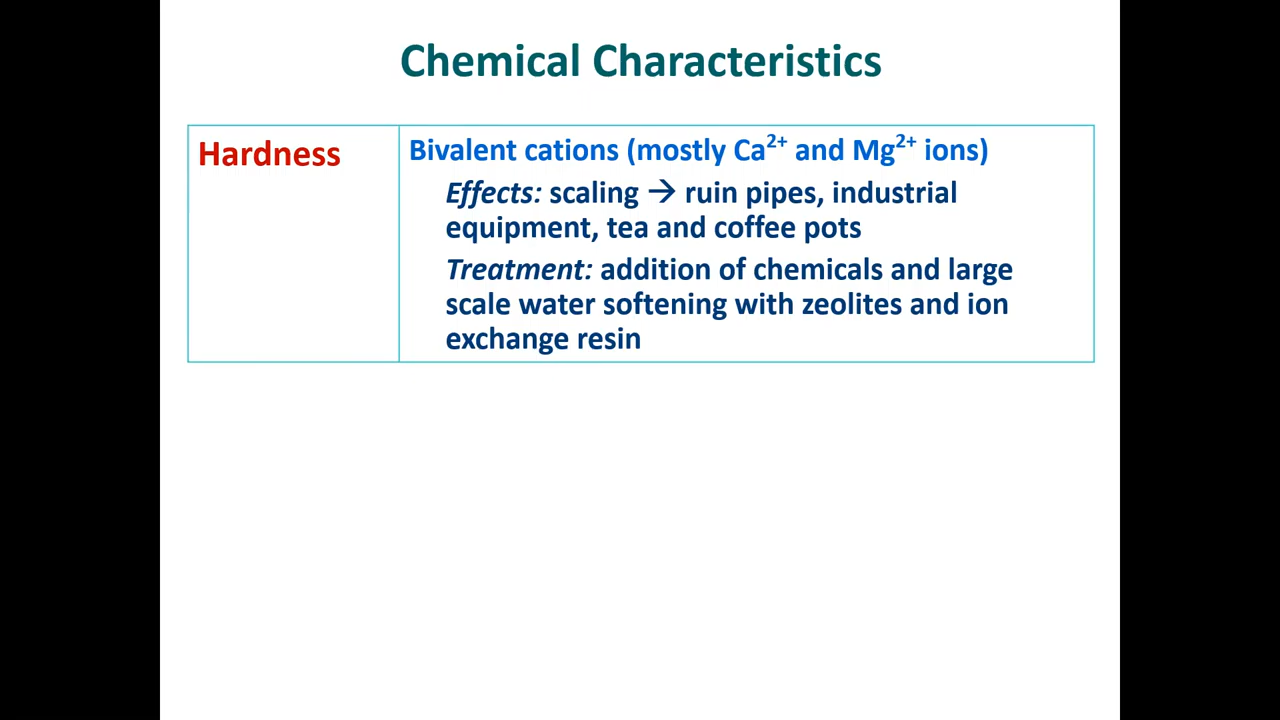 Chemical Characteristics
Hardness
Bivalent cations (mostly Ca²⁺ and Mg²⁺ ions)
Effects: scaling → ruin pipes, industrial
equipment, tea and coffee pots
Treatment: addition of chemicals and large
scale water softening with zeolites and ion
exchange resin